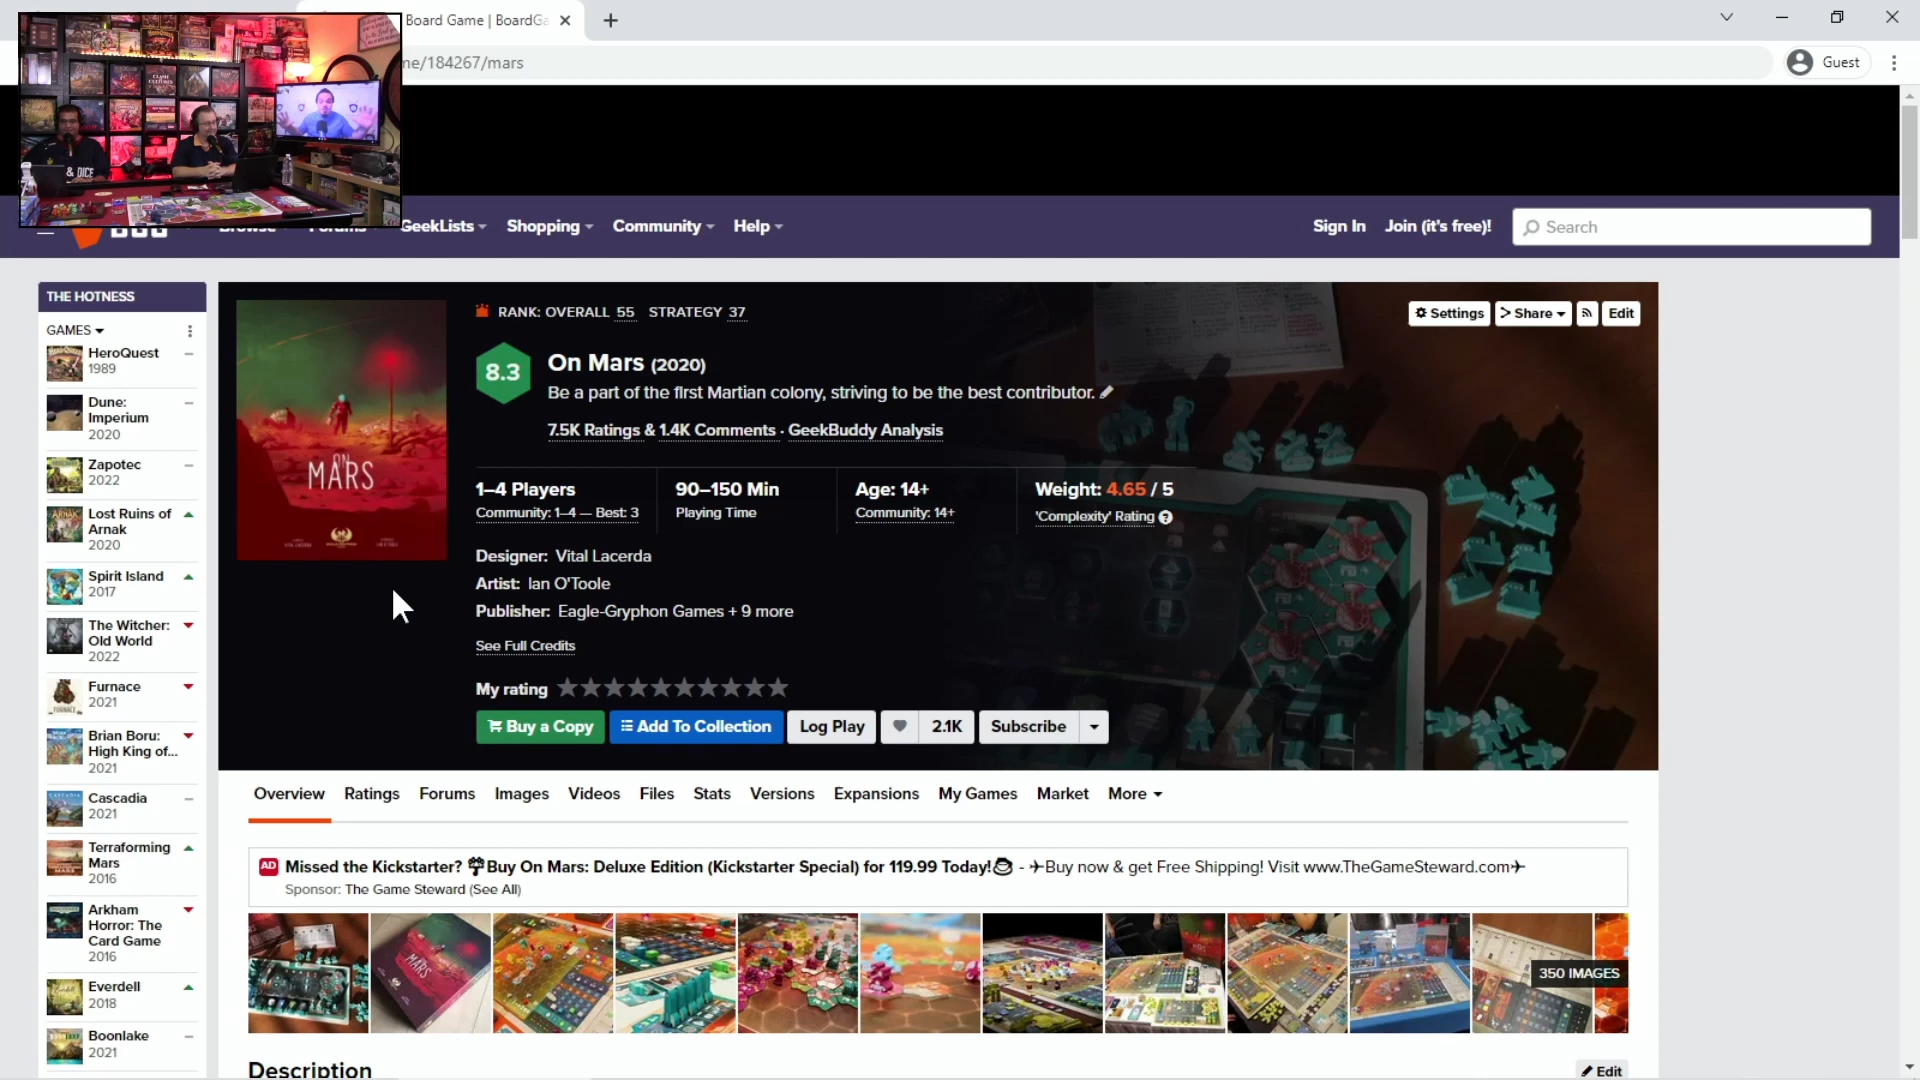 Board Game | BoardGa
me/184267/mars
Guest
& DICE
BGG
Browse
Forums
GeekLists
Shopping
Community
Help
Sign In
Join (it's free)!
Search
THE HOTNESS
GAMES
HeroQuest
1989
Dune:
Imperium
2020
Zapotec
2022
Lost Ruins of
Arnak
2020
Spirit Island
2017
The Witcher:
Old World
2022
Furnace
2021
Brian Boru:
High King of...
2021
Cascadia
2021
Terraforming
Mars
2016
Arkham
Horror: The
Card Game
2016
Everdell
2018
Boonlake
2021
ON
MARS
RANK: OVERALL 55 STRATEGY 37
Settings
Share
Edit
8.3
On Mars (2020)
Be a part of the first Martian colony, striving to be the best contributor.
7.5K Ratings & 1.4K Comments · GeekBuddy Analysis
1–4 Players
Community: 1–4 — Best: 3
90–150 Min
Playing Time
Age: 14+
Community: 14+
Weight: 4.65 / 5
'Complexity' Rating
Designer: Vital Lacerda
Artist: Ian O'Toole
Publisher: Eagle-Gryphon Games + 9 more
See Full Credits
My rating
Buy a Copy
Add To Collection
Log Play
2.1K
Subscribe
Overview
Ratings
Forums
Images
Videos
Files
Stats
Versions
Expansions
My Games
Market
More
AD Missed the Kickstarter? 🌴Buy On Mars: Deluxe Edition (Kickstarter Special) for 119.99 Today! - ✈Buy now & get Free Shipping! Visit www.TheGameSteward.com✈
Sponsor: The Game Steward (See All)
MARS
350 IMAGES
Description
Edit